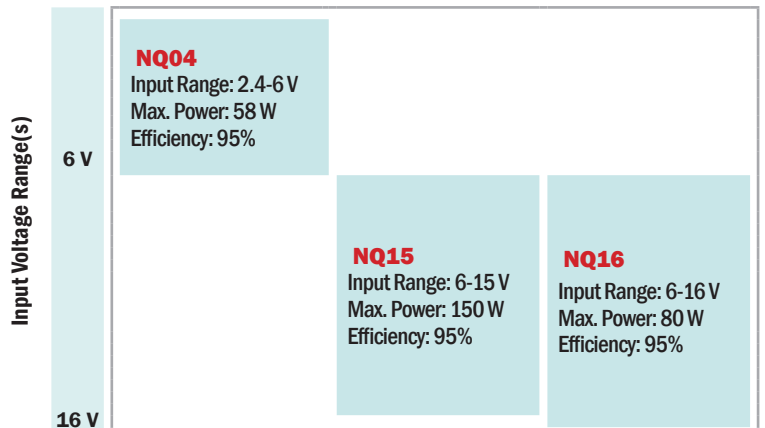 Input Voltage Range(s)
6 V
16 V
NQ04
Input Range: 2.4-6 V
Max. Power: 58 W
Efficiency: 95%
NQ15
Input Range: 6-15 V
Max. Power: 150 W
Efficiency: 95%
NQ16
Input Range: 6-16 V
Max. Power: 80 W
Efficiency: 95%